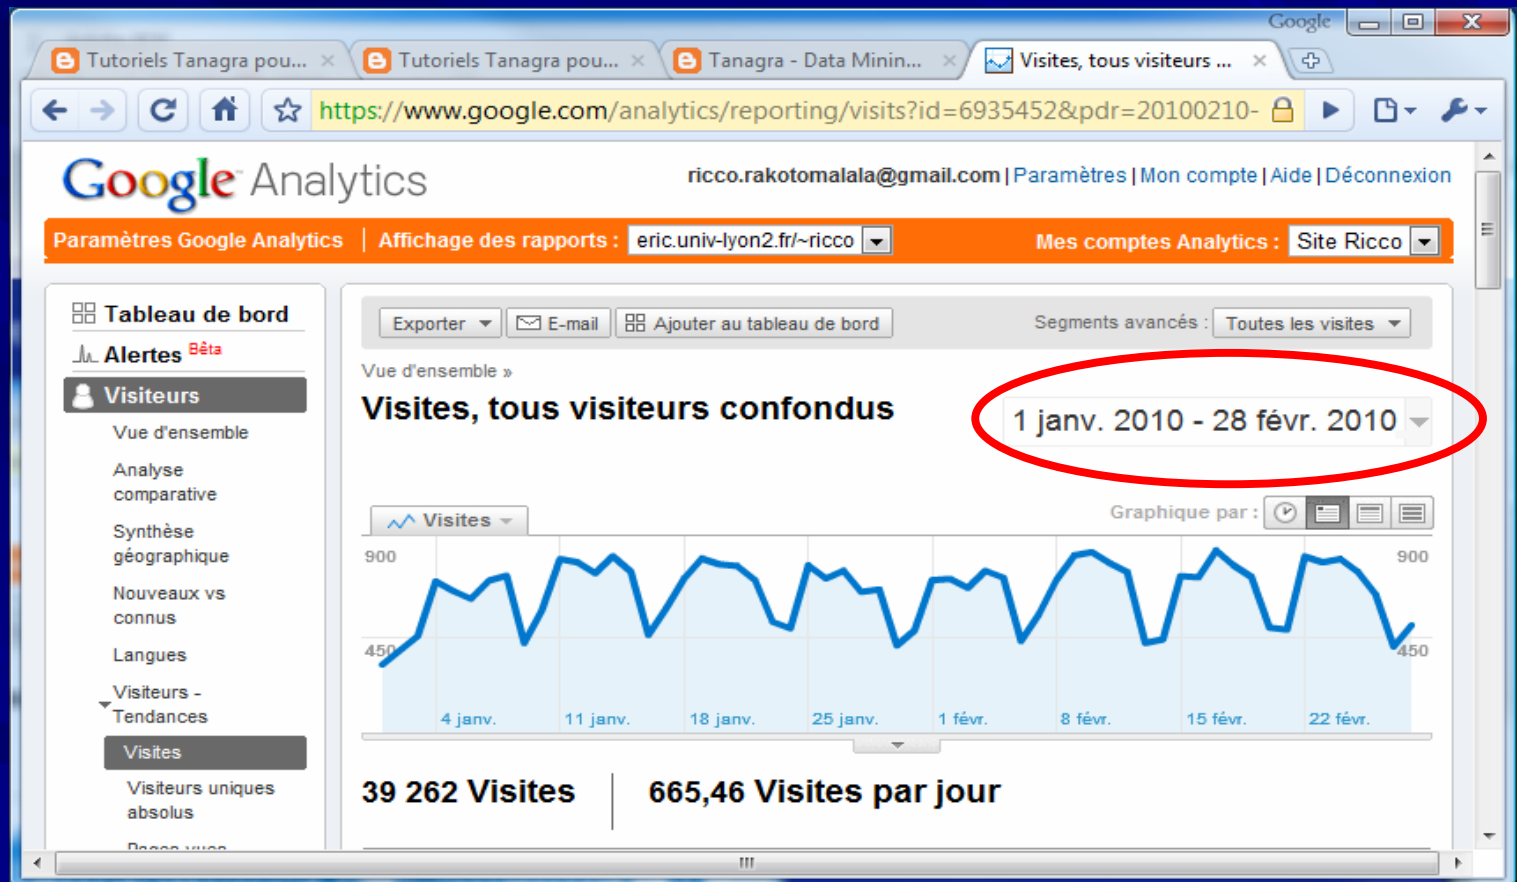 Google
Tutoriels Tanagra pou...
Tutoriels Tanagra pou...
Tanagra - Data Minin...
Visites, tous visiteurs ...
https://www.google.com/analytics/reporting/visits?id=6935452&pdr=20100210-
Google Analytics
ricco.rakotomalala@gmail.com | Paramètres | Mon compte | Aide | Déconnexion
Paramètres Google Analytics | Affichage des rapports : eric.univ-lyon2.fr/~ricco
Mes comptes Analytics : Site Ricco
Tableau de bord
Alertes Bêta
Visiteurs
Vue d'ensemble
Analyse
comparative
Synthèse
géographique
Nouveaux vs
connus
Langues
Visiteurs -
Tendances
Visites
Visiteurs uniques
absolus
Pages vues
Exporter
E-mail
Ajouter au tableau de bord
Segments avancés : Toutes les visites
Vue d'ensemble »
Visites, tous visiteurs confondus
1 janv. 2010 - 28 févr. 2010
Visites
Graphique par :
900
900
450
450
4 janv.
11 janv.
18 janv.
25 janv.
1 févr.
8 févr.
15 févr.
22 févr.
39 262 Visites
665,46 Visites par jour